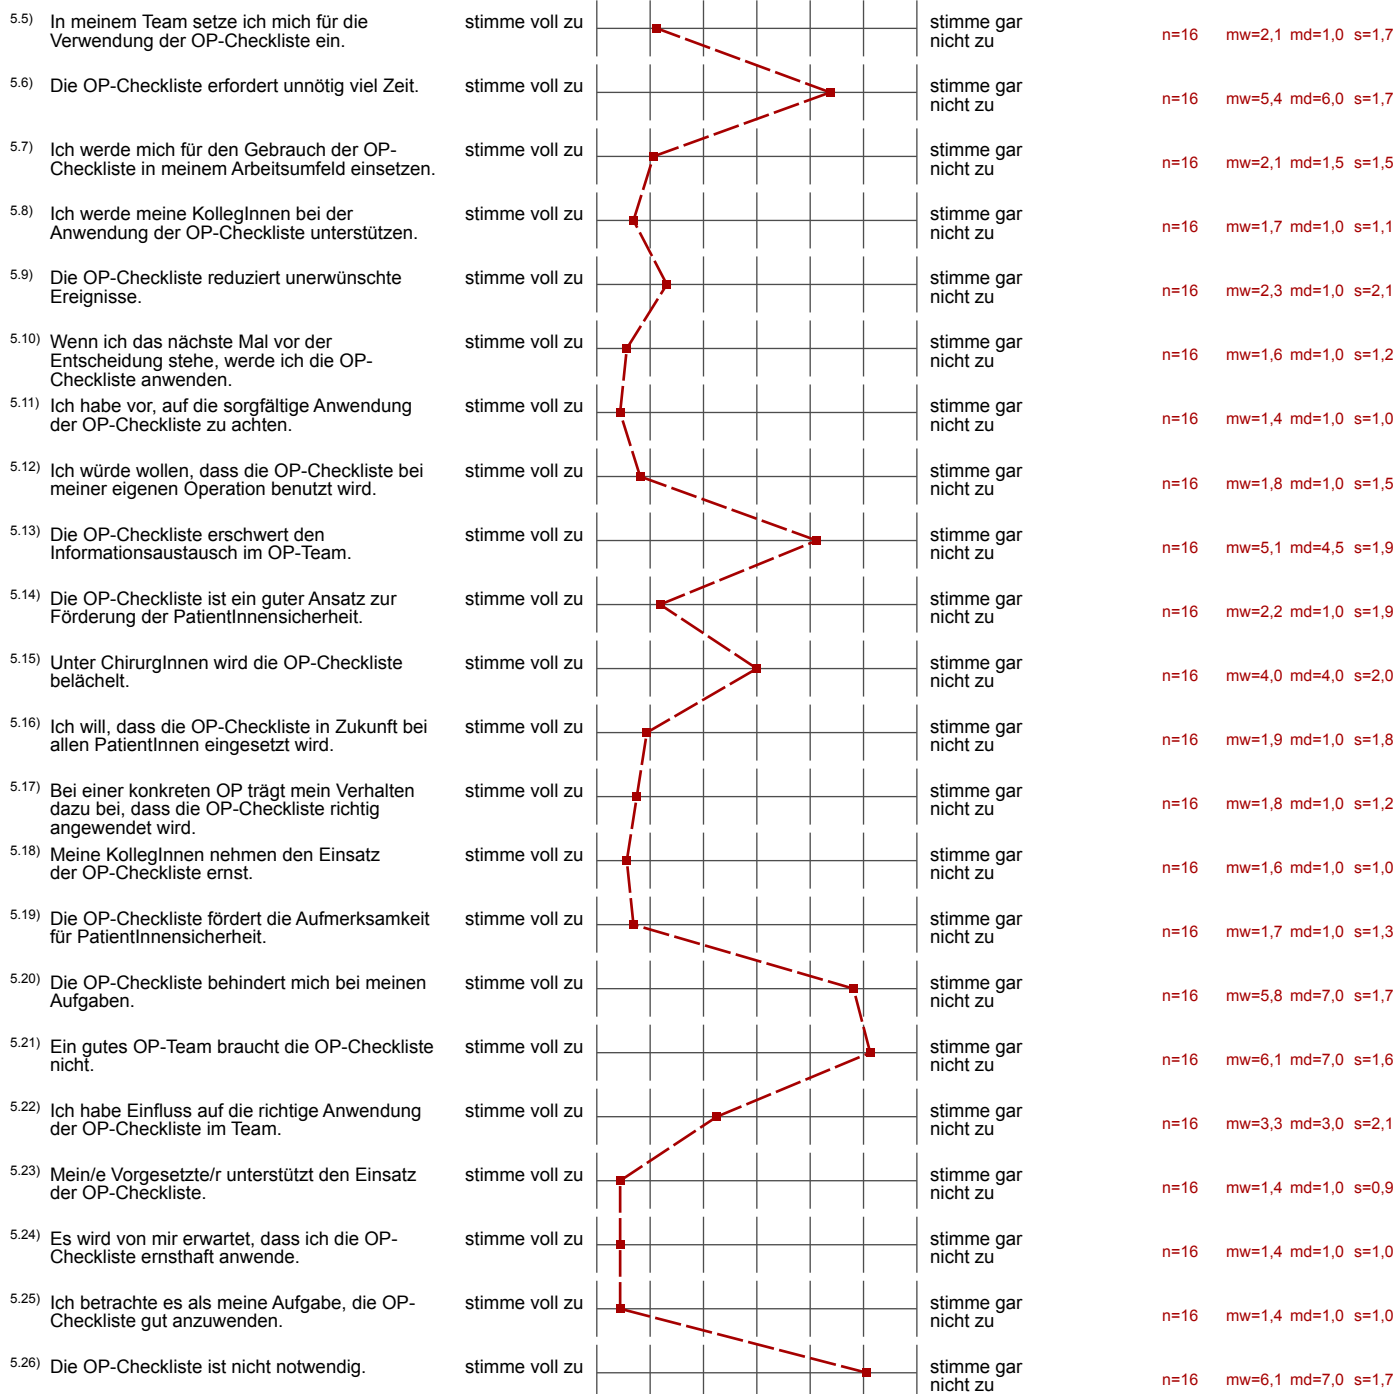 5.5) In meinem Team setze ich mich für die stimme voll zu stimme gar n=16 mw=2,1 md=1,0 s=1,7
Verwendung der OP-Checkliste ein. nicht zu
5.6) Die OP-Checkliste erfordert unnötig viel Zeit. stimme voll zu stimme gar n=16 mw=5,4 md=6,0 s=1,7
nicht zu
5.7) Ich werde mich für den Gebrauch der OP- stimme voll zu stimme gar n=16 mw=2,1 md=1,5 s=1,5
Checkliste in meinem Arbeitsumfeld einsetzen. nicht zu
5.8) Ich werde meine KollegInnen bei der stimme voll zu stimme gar n=16 mw=1,7 md=1,0 s=1,1
Anwendung der OP-Checkliste unterstützen. nicht zu
5.9) Die OP-Checkliste reduziert unerwünschte stimme voll zu stimme gar n=16 mw=2,3 md=1,0 s=2,1
Ereignisse. nicht zu
5.10) Wenn ich das nächste Mal vor der stimme voll zu stimme gar n=16 mw=1,6 md=1,0 s=1,2
Entscheidung stehe, werde ich die OP- nicht zu
Checkliste anwenden.
5.11) Ich habe vor, auf die sorgfältige Anwendung stimme voll zu stimme gar n=16 mw=1,4 md=1,0 s=1,0
der OP-Checkliste zu achten. nicht zu
5.12) Ich würde wollen, dass die OP-Checkliste bei stimme voll zu stimme gar n=16 mw=1,8 md=1,0 s=1,5
meiner eigenen Operation benutzt wird. nicht zu
5.13) Die OP-Checkliste erschwert den stimme voll zu stimme gar n=16 mw=5,1 md=4,5 s=1,9
Informationsaustausch im OP-Team. nicht zu
5.14) Die OP-Checkliste ist ein guter Ansatz zur stimme voll zu stimme gar n=16 mw=2,2 md=1,0 s=1,9
Förderung der PatientInnensicherheit. nicht zu
5.15) Unter ChirurgInnen wird die OP-Checkliste stimme voll zu stimme gar n=16 mw=4,0 md=4,0 s=2,0
belächelt. nicht zu
5.16) Ich will, dass die OP-Checkliste in Zukunft bei stimme voll zu stimme gar n=16 mw=1,9 md=1,0 s=1,8
allen PatientInnen eingesetzt wird. nicht zu
5.17) Bei einer konkreten OP trägt mein Verhalten stimme voll zu stimme gar n=16 mw=1,8 md=1,0 s=1,2
dazu bei, dass die OP-Checkliste richtig nicht zu
angewendet wird.
5.18) Meine KollegInnen nehmen den Einsatz stimme voll zu stimme gar n=16 mw=1,6 md=1,0 s=1,0
der OP-Checkliste ernst. nicht zu
5.19) Die OP-Checkliste fördert die Aufmerksamkeit stimme voll zu stimme gar n=16 mw=1,7 md=1,0 s=1,3
für PatientInnensicherheit. nicht zu
5.20) Die OP-Checkliste behindert mich bei meinen stimme voll zu stimme gar n=16 mw=5,8 md=7,0 s=1,7
Aufgaben. nicht zu
5.21) Ein gutes OP-Team braucht die OP-Checkliste stimme voll zu stimme gar n=16 mw=6,1 md=7,0 s=1,6
nicht. nicht zu
5.22) Ich habe Einfluss auf die richtige Anwendung stimme voll zu stimme gar n=16 mw=3,3 md=3,0 s=2,1
der OP-Checkliste im Team. nicht zu
5.23) Mein/e Vorgesetzte/r unterstützt den Einsatz stimme voll zu stimme gar n=16 mw=1,4 md=1,0 s=0,9
der OP-Checkliste. nicht zu
5.24) Es wird von mir erwartet, dass ich die OP- stimme voll zu stimme gar n=16 mw=1,4 md=1,0 s=1,0
Checkliste ernsthaft anwende. nicht zu
5.25) Ich betrachte es als meine Aufgabe, die OP- stimme voll zu stimme gar n=16 mw=1,4 md=1,0 s=1,0
Checkliste gut anzuwenden. nicht zu
5.26) Die OP-Checkliste ist nicht notwendig. stimme voll zu stimme gar n=16 mw=6,1 md=7,0 s=1,7
nicht zu